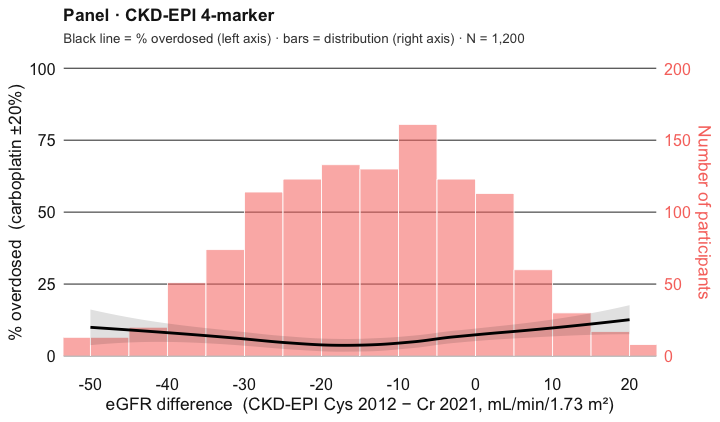 Panel · CKD-EPI 4-marker
Black line = % overdosed (left axis) · bars = distribution (right axis) · N = 1,200
% overdosed (carboplatin ±20%)
100
75
50
25
0
200
150
100
50
0
Number of participants
-50 -40 -30 -20 -10 0 10 20
eGFR difference (CKD-EPI Cys 2012 − Cr 2021, mL/min/1.73 m²)